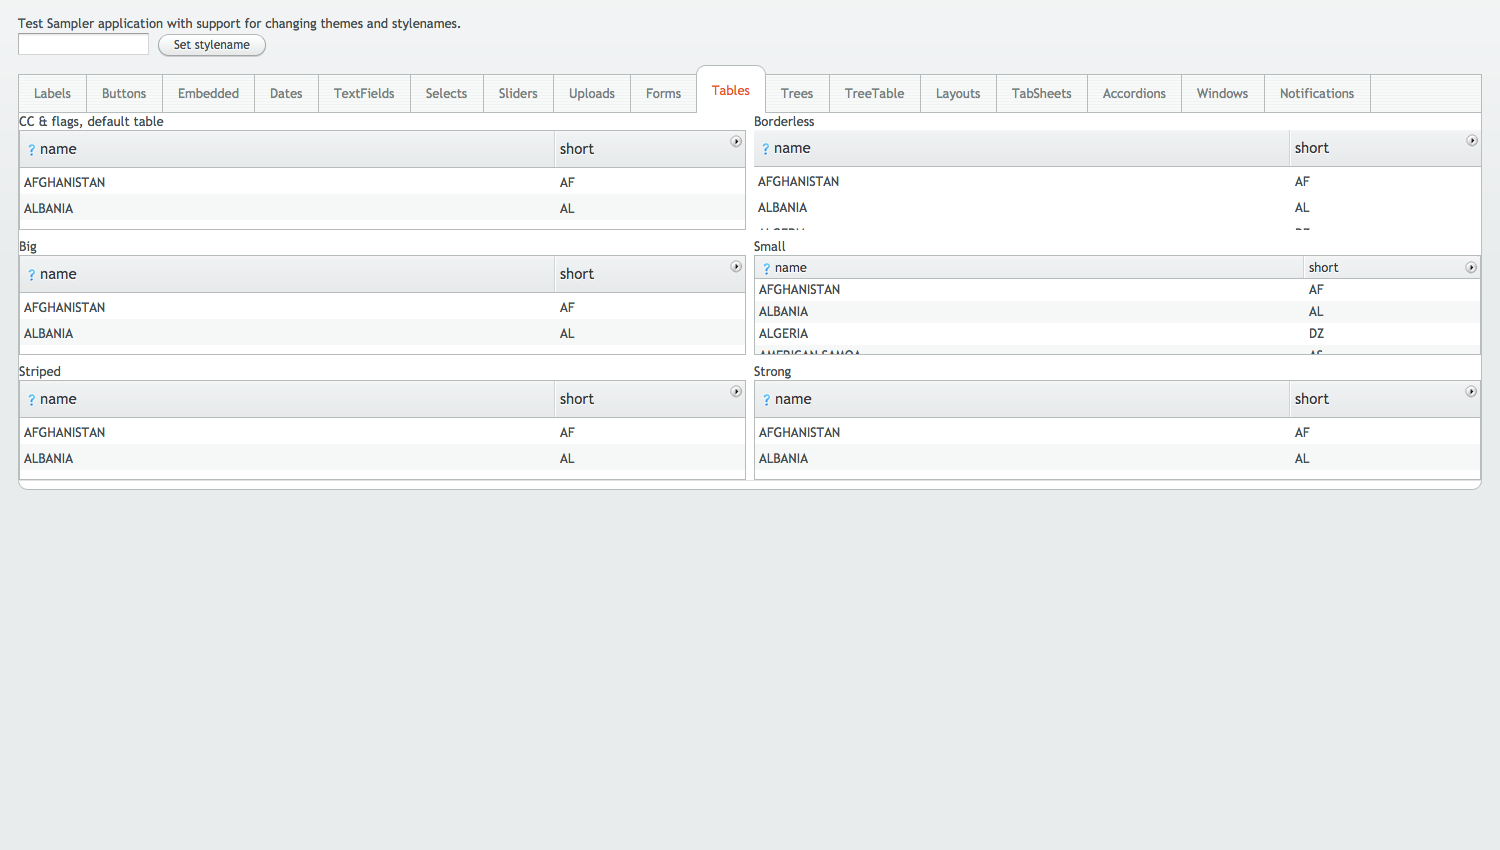 Test Sampler application with support for changing themes and stylenames.
Set stylename
Labels Buttons Embedded Dates TextFields Selects Sliders Uploads Forms Tables Trees TreeTable Layouts TabSheets Accordions Windows Notifications
CC & flags, default table
? name short
AFGHANISTAN AF
ALBANIA AL
Borderless
? name short
AFGHANISTAN AF
ALBANIA AL
Big
? name short
AFGHANISTAN AF
ALBANIA AL
Small
? name short
AFGHANISTAN AF
ALBANIA AL
ALGERIA DZ
AMERICAN SAMOA AS
Striped
? name short
AFGHANISTAN AF
ALBANIA AL
Strong
? name short
AFGHANISTAN AF
ALBANIA AL